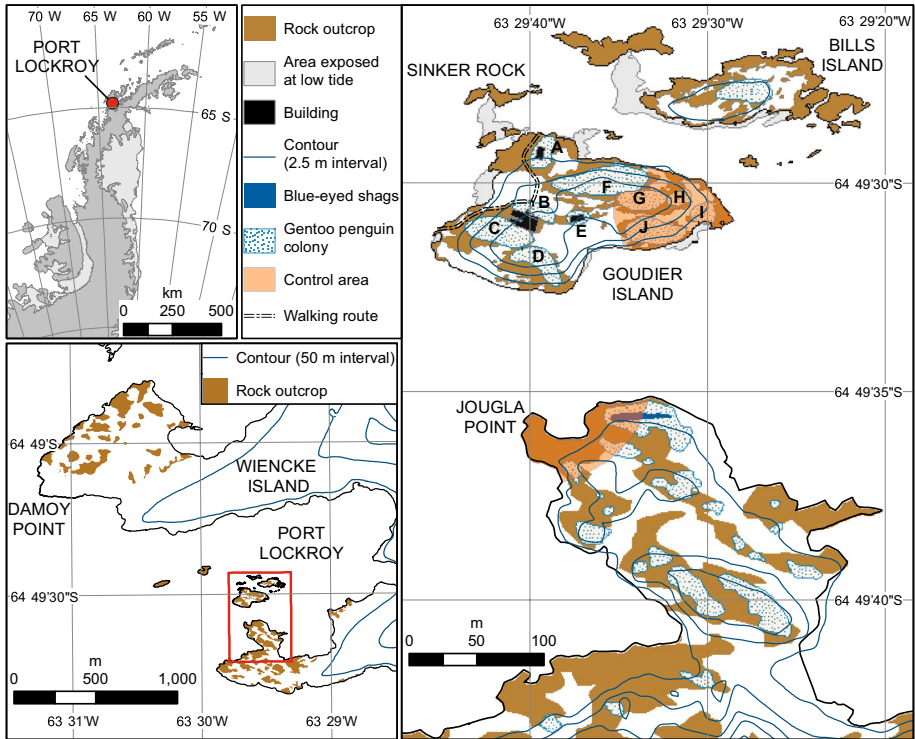 70 W
65 W
60 W
55 W
PORT
LOCKROY
65 S
70 S
km
0 250 500
Rock outcrop
Area exposed
at low tide
Building
Contour
(2.5 m interval)
Blue-eyed shags
Gentoo penguin
colony
Control area
Walking route
63 29'40"W
63 29'30"W
63 29'20"W
SINKER ROCK
BILLS
ISLAND
A
F
B
G
H
I
C
E
J
D
64 49'30"S
GOUDIER
ISLAND
64 49'35"S
JOUGLA
POINT
64 49'40"S
m
0 50 100
Contour (50 m interval)
Rock outcrop
64 49'S
WIENCKE
ISLAND
DAMOY
POINT
PORT
LOCKROY
64 49'30"S
m
0 500 1,000
63 31'W
63 30'W
63 29'W